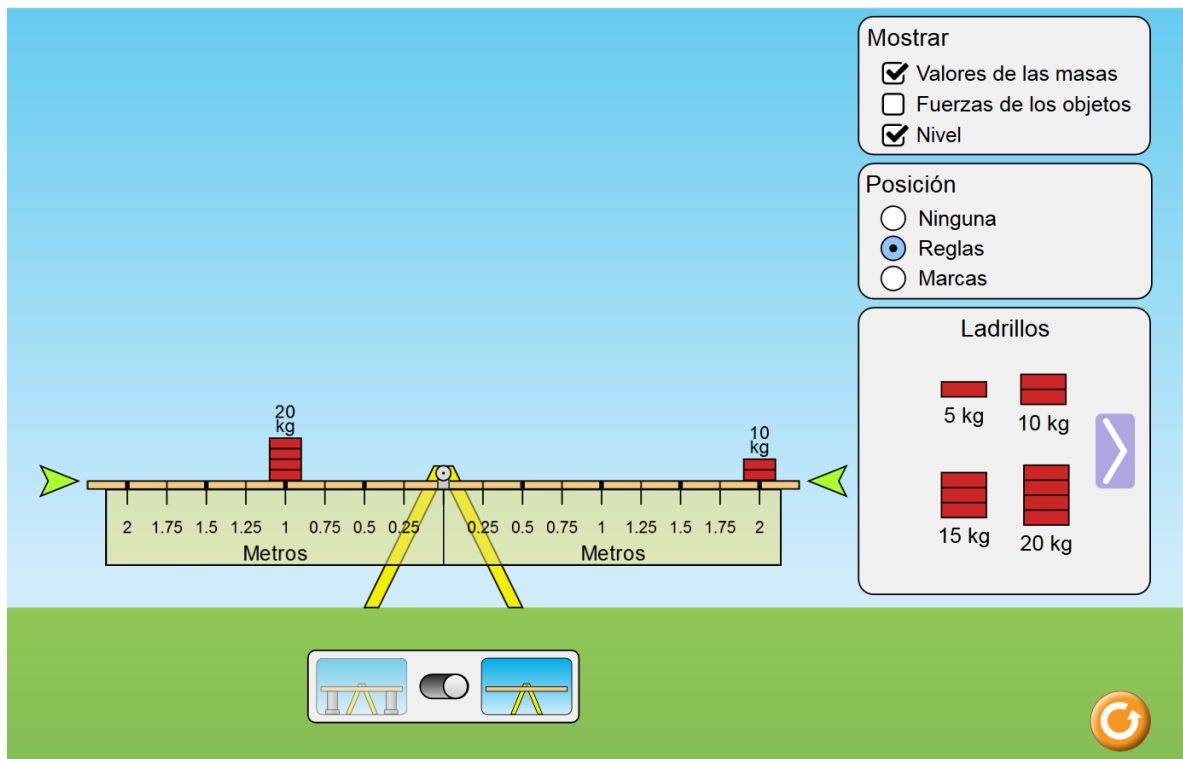 Mostrar
Valores de las masas
Fuerzas de los objetos
Nivel
Posición
Ninguna
Reglas
Marcas
Ladrillos
5 kg 10 kg
15 kg 20 kg
20
kg
10
kg
2 1.75 1.5 1.25 1 0.75 0.5 0.25 0.25 0.5 0.75 1 1.25 1.5 1.75 2
Metros Metros